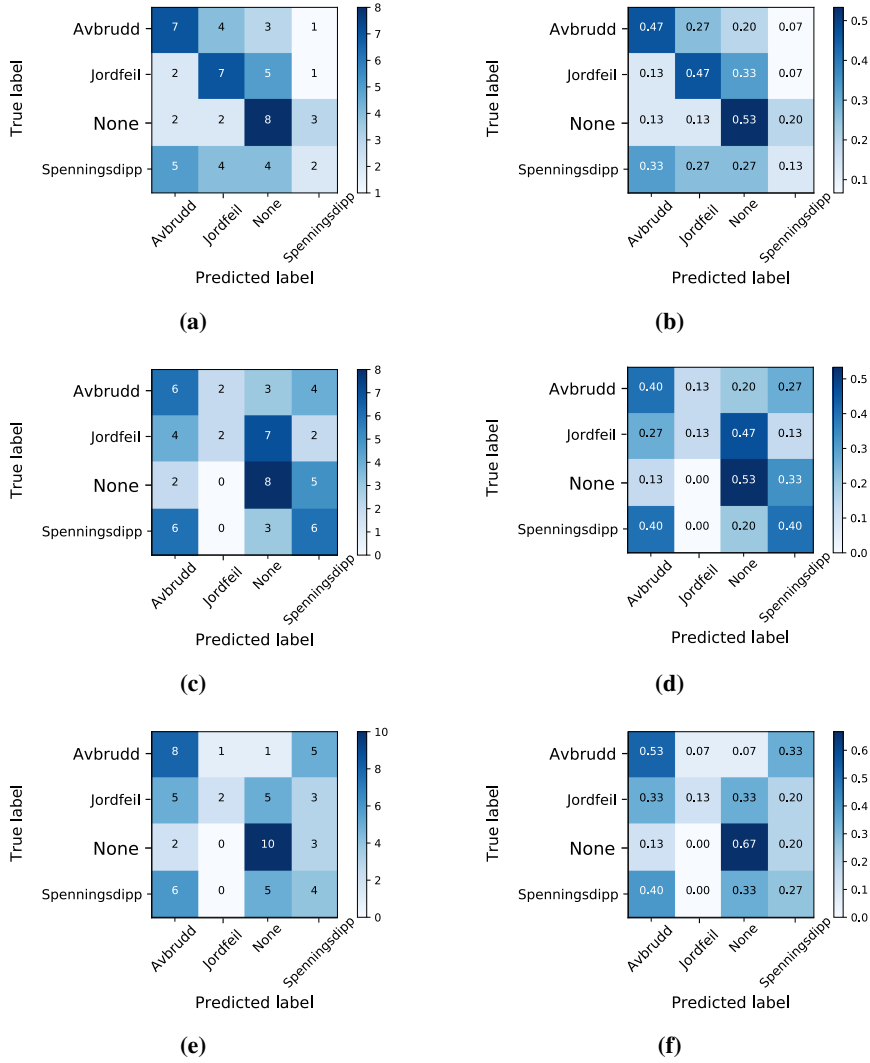 Avbrudd 7 4 3 1
Jordfeil 2 7 5 1
None 2 2 8 3
Spenningsdipp 5 4 4 2
True label
Avbrudd Jordfeil None Spenningsdipp
Predicted label
8
7
6
5
4
3
2
1
(a)
Avbrudd 0.47 0.27 0.20 0.07
Jordfeil 0.13 0.47 0.33 0.07
None 0.13 0.13 0.53 0.20
Spenningsdipp 0.33 0.27 0.27 0.13
True label
Avbrudd Jordfeil None Spenningsdipp
Predicted label
0.5
0.4
0.3
0.2
0.1
(b)
Avbrudd 6 2 3 4
Jordfeil 4 2 7 2
None 2 0 8 5
Spenningsdipp 6 0 3 6
True label
Avbrudd Jordfeil None Spenningsdipp
Predicted label
8
7
6
5
4
3
2
1
0
(c)
Avbrudd 0.40 0.13 0.20 0.27
Jordfeil 0.27 0.13 0.47 0.13
None 0.13 0.00 0.53 0.33
Spenningsdipp 0.40 0.00 0.20 0.40
True label
Avbrudd Jordfeil None Spenningsdipp
Predicted label
0.5
0.4
0.3
0.2
0.1
0.0
(d)
Avbrudd 8 1 1 5
Jordfeil 5 2 5 3
None 2 0 10 3
Spenningsdipp 6 0 5 4
True label
Avbrudd Jordfeil None Spenningsdipp
Predicted label
10
8
6
4
2
0
(e)
Avbrudd 0.53 0.07 0.07 0.33
Jordfeil 0.33 0.13 0.33 0.20
None 0.13 0.00 0.67 0.20
Spenningsdipp 0.40 0.00 0.33 0.27
True label
Avbrudd Jordfeil None Spenningsdipp
Predicted label
0.6
0.5
0.4
0.3
0.2
0.1
0.0
(f)